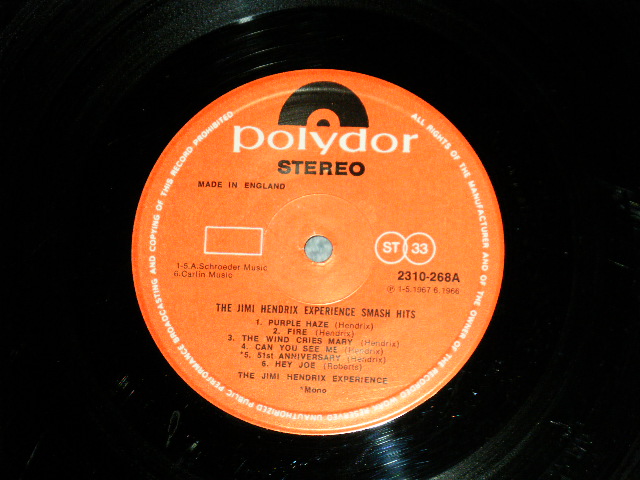 polydor
STEREO
MADE IN ENGLAND
ST 33
1-5.A.Schroeder Music
6.Carlin Music
2310-268A
℗ 1-5.1967 6.1966
THE JIMI HENDRIX EXPERIENCE SMASH HITS
1. PURPLE HAZE (Hendrix)
2. FIRE (Hendrix)
3. THE WIND CRIES MARY (Hendrix)
4. CAN YOU SEE ME (Hendrix)
*5. 51st ANNIVERSARY (Hendrix)
6. HEY JOE (Roberts)
THE JIMI HENDRIX EXPERIENCE
*Mono
ALL RIGHTS OF THE MANUFACTURER AND OF THE OWNER OF THE RECORDED WORK RESERVED UNAUTHORIZED PUBLIC PERFORMANCE BROADCASTING AND COPYING OF THIS RECORD PROHIBITED